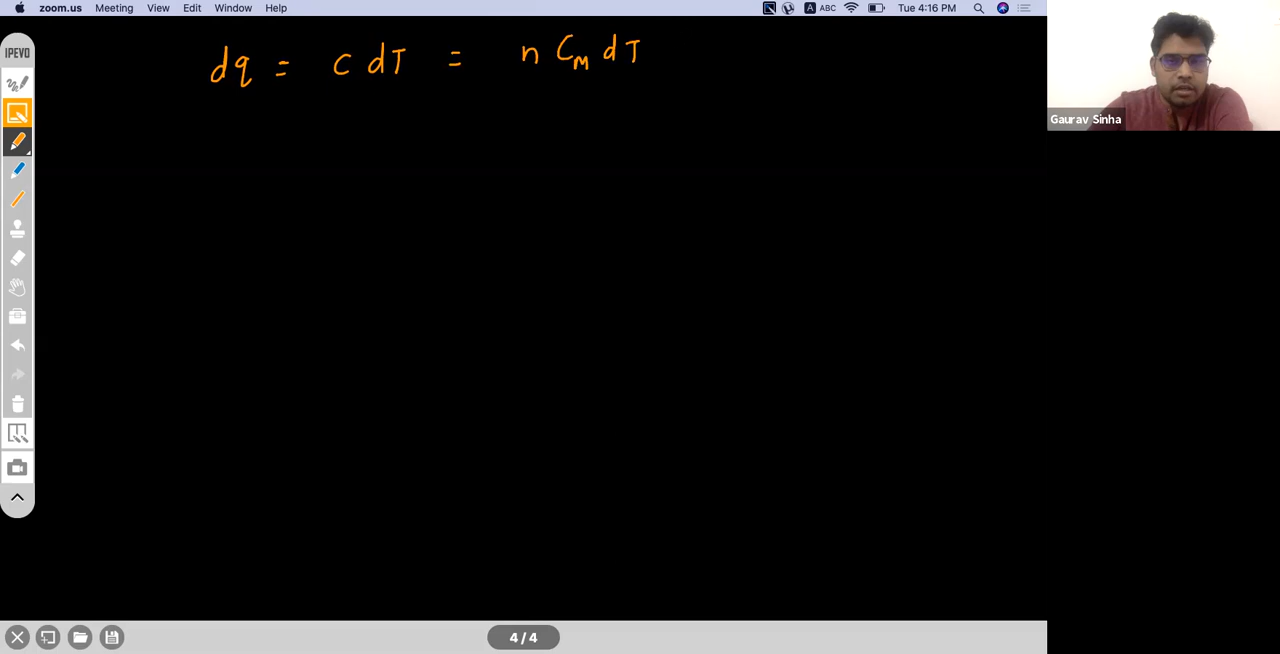 zoom.us Meeting View Edit Window Help A ABC Tue 4:16 PM
IPEVO
dq = C dT = n C_M dT
Gaurav Sinha
4 / 4